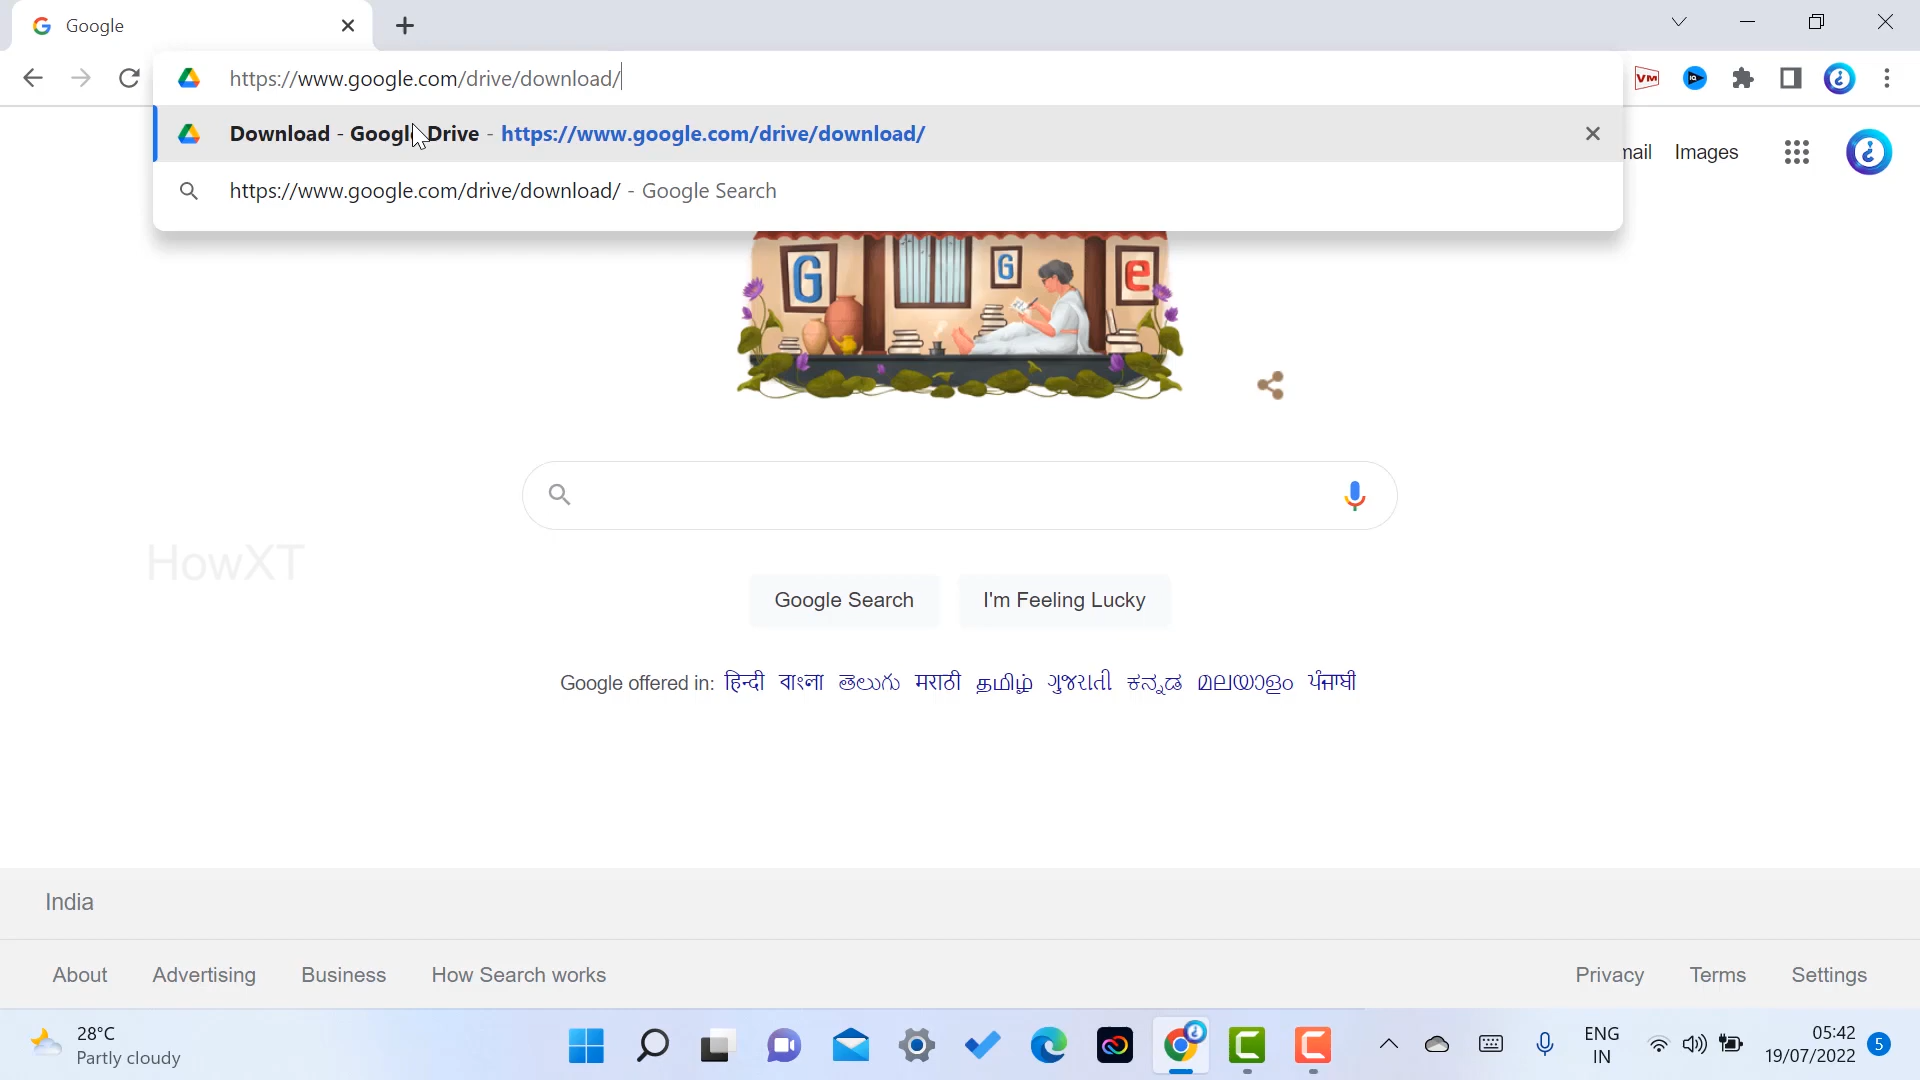 Google
https://www.google.com/drive/download/
Download - Google Drive - https://www.google.com/drive/download/
https://www.google.com/drive/download/ - Google Search
mail Images
G G e
HowXT
Google Search I'm Feeling Lucky
Google offered in: हिन्दी বাংলা తెలుగు मराठी தமிழ் ગુજરાતી ಕನ್ನಡ മലയാളം ਪੰਜਾਬੀ
India
About Advertising Business How Search works Privacy Terms Settings
28°C
Partly cloudy
ENG
IN
05:42
19/07/2022
5